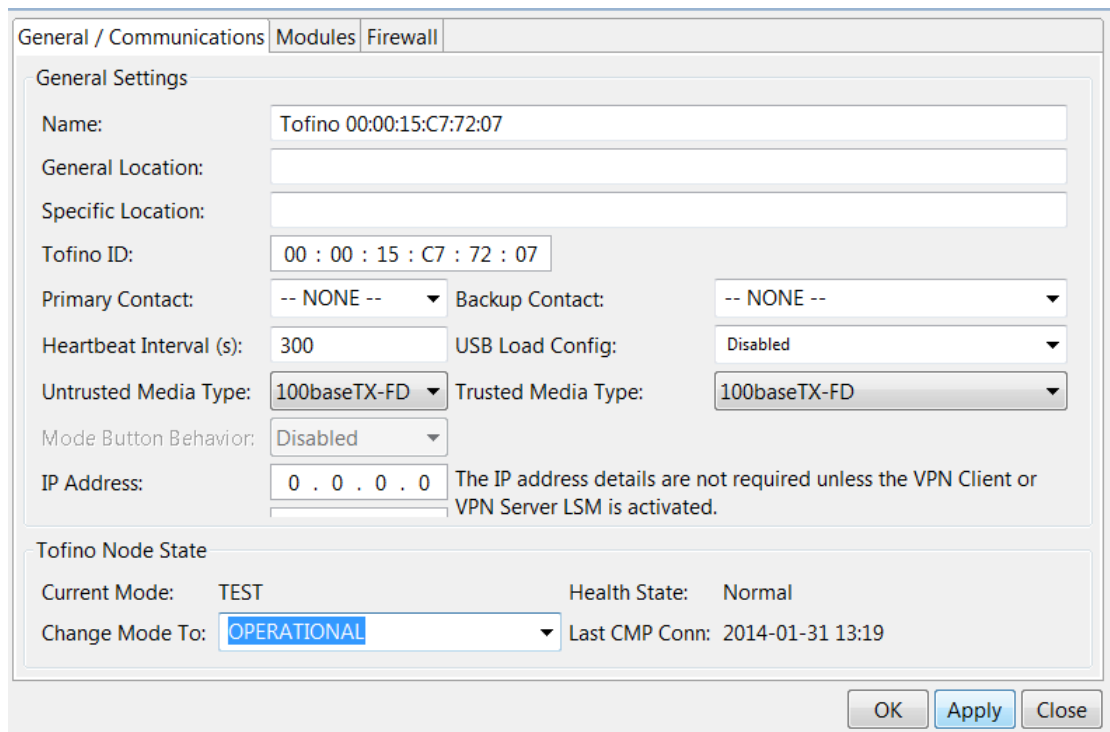 General / Communications Modules Firewall
General Settings
Name: Tofino 00:00:15:C7:72:07
General Location:
Specific Location:
Tofino ID: 00 : 00 : 15 : C7 : 72 : 07
Primary Contact: -- NONE -- Backup Contact: -- NONE --
Heartbeat Interval (s): 300 USB Load Config: Disabled
Untrusted Media Type: 100baseTX-FD Trusted Media Type: 100baseTX-FD
Mode Button Behavior: Disabled
IP Address: 0 . 0 . 0 . 0 The IP address details are not required unless the VPN Client or
VPN Server LSM is activated.
Tofino Node State
Current Mode: TEST Health State: Normal
Change Mode To: OPERATIONAL Last CMP Conn: 2014-01-31 13:19
OK Apply Close